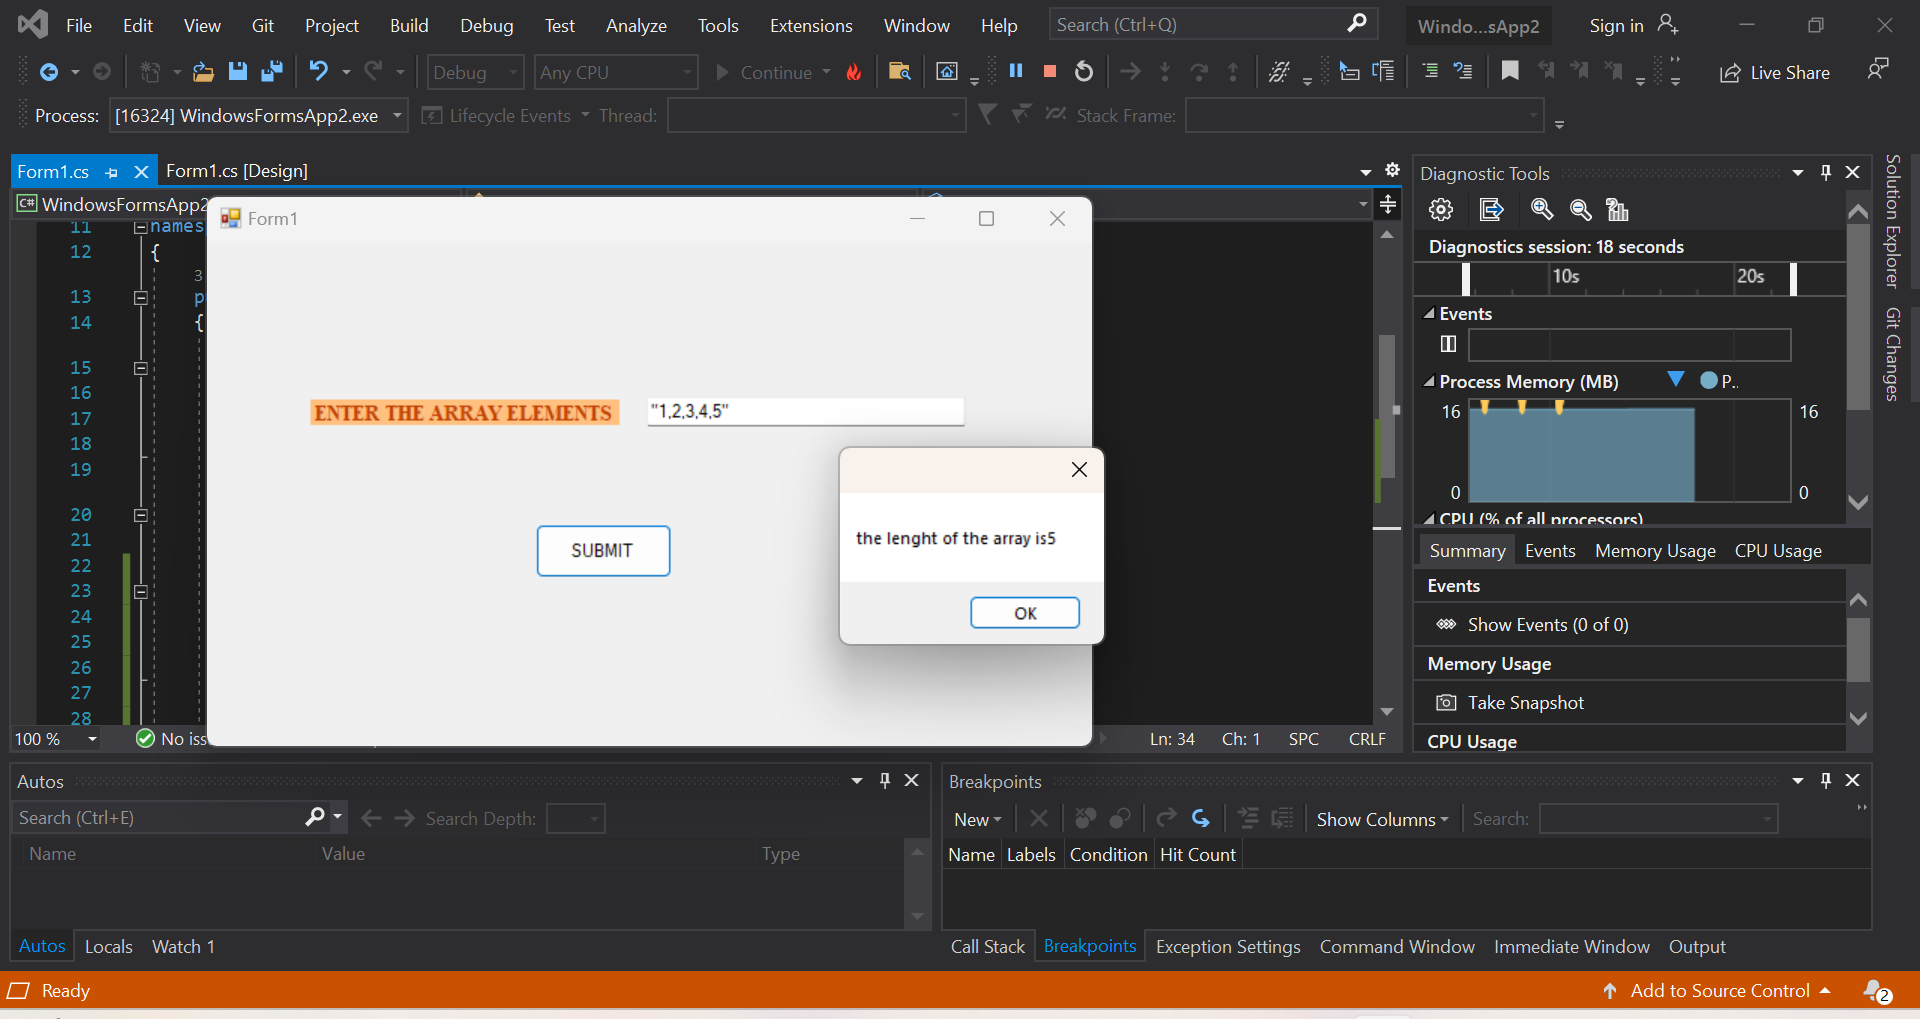 File Edit View Git Project Build Debug Test Analyze Tools Extensions Window Help Search (Ctrl+Q) Windo...sApp2 Sign in
Debug Any CPU Continue Live Share
Process: [16324] WindowsFormsApp2.exe Lifecycle Events Thread: Stack Frame:
Form1.cs Form1.cs [Design]
C# WindowsFormsApp2
Form1
11 names
12 {
3
13 p
14 {
15
16
17
18
19
20
21
22
23
24
25
26
27
28
ENTER THE ARRAY ELEMENTS "1,2,3,4,5"
SUBMIT
the lenght of the array is5
OK
100 % No iss Ln: 34 Ch: 1 SPC CRLF
Diagnostic Tools
Diagnostics session: 18 seconds
10s 20s
Events
Process Memory (MB) P..
16 16
0 0
CPU (% of all processors)
Summary Events Memory Usage CPU Usage
Events
Show Events (0 of 0)
Memory Usage
Take Snapshot
CPU Usage
Solution Explorer
Git Changes
Autos
Search (Ctrl+E) Search Depth:
Name Value Type
Autos Locals Watch 1
Breakpoints
New Show Columns Search:
Name Labels Condition Hit Count
Call Stack Breakpoints Exception Settings Command Window Immediate Window Output
Ready Add to Source Control 2